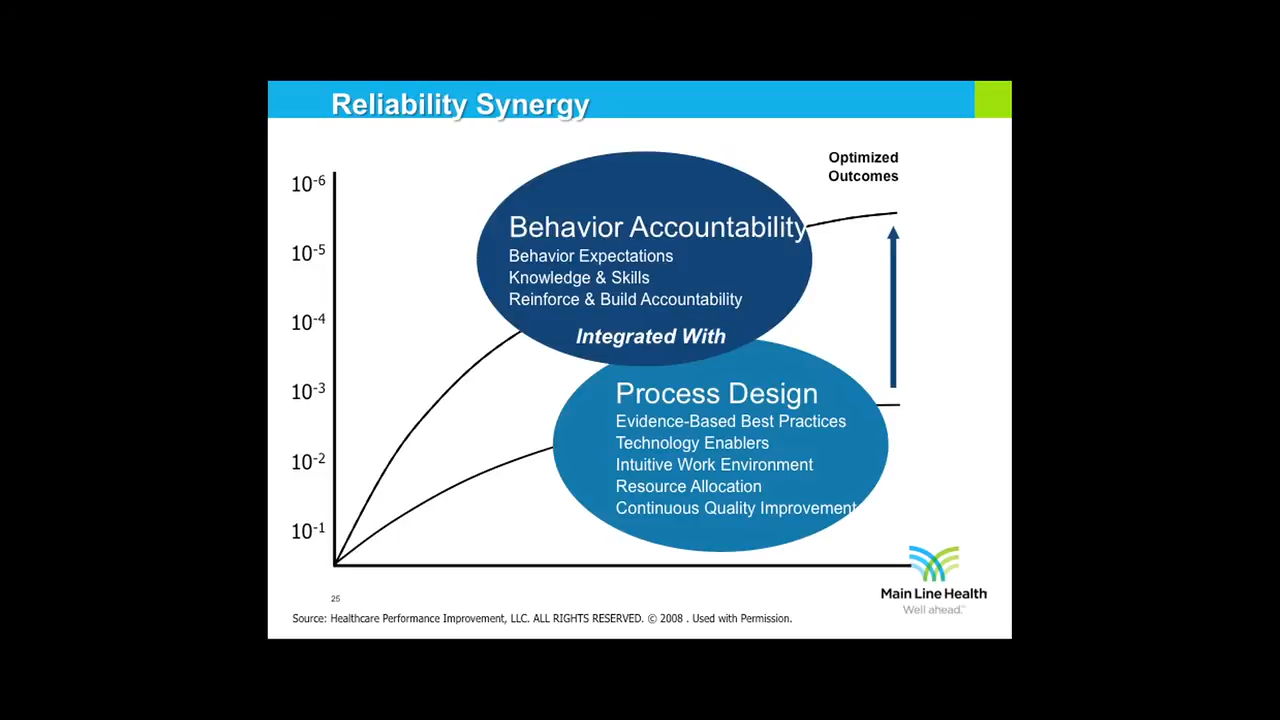 Reliability Synergy
Optimized
Outcomes
10-6
10-5
10-4
10-3
10-2
10-1
Behavior Accountability
Behavior Expectations
Knowledge & Skills
Reinforce & Build Accountability
Integrated With
Process Design
Evidence-Based Best Practices
Technology Enablers
Intuitive Work Environment
Resource Allocation
Continuous Quality Improvement
Main Line Health
Well ahead.™
25
Source: Healthcare Performance Improvement, LLC. ALL RIGHTS RESERVED. © 2008 . Used with Permission.